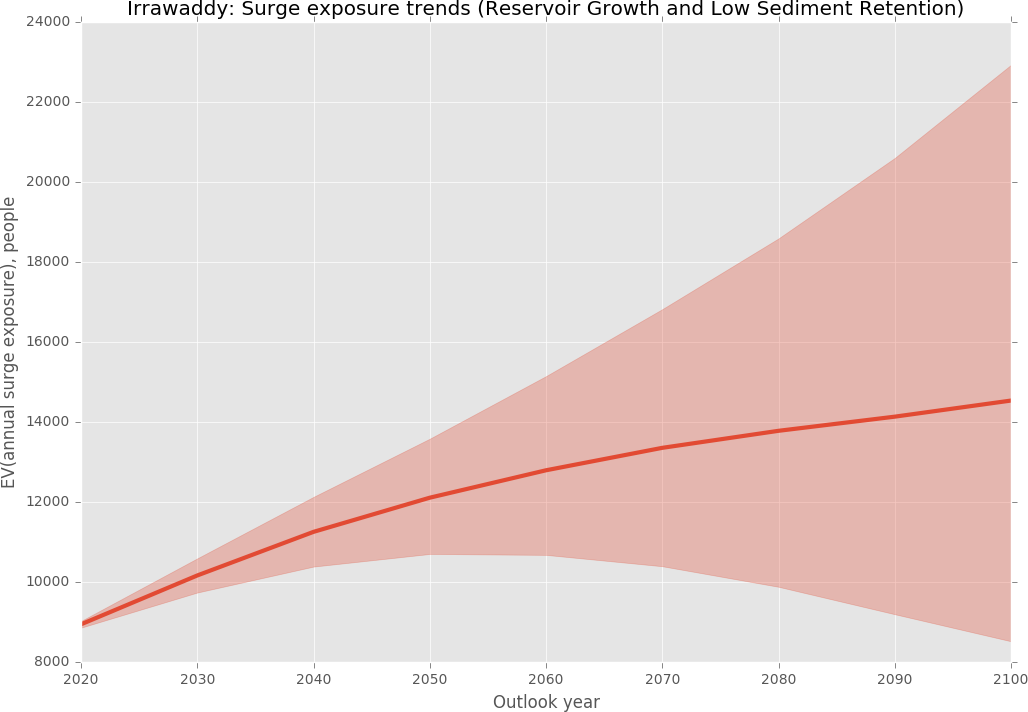 Irrawaddy: Surge exposure trends (Reservoir Growth and Low Sediment Retention)
24000
22000
20000
18000
16000
14000
12000
10000
8000
EV(annual surge exposure), people
2020 2030 2040 2050 2060 2070 2080 2090 2100
Outlook year